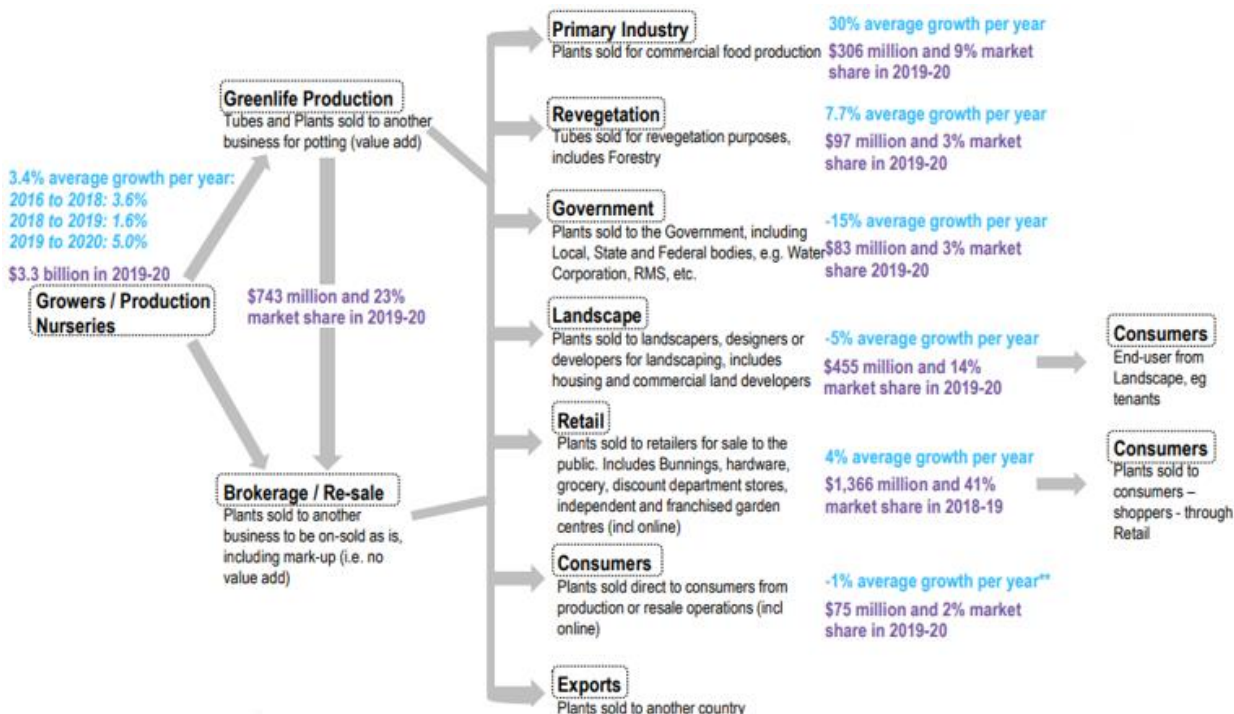 3.4% average growth per year:
2016 to 2018: 3.6%
2018 to 2019: 1.6%
2019 to 2020: 5.0%
$3.3 billion in 2019-20
Growers / Production
Nurseries
Greenlife Production
Tubes and Plants sold to another
business for potting (value add)
$743 million and 23%
market share in 2019-20
Brokerage / Re-sale
Plants sold to another
business to be on-sold as is,
including mark-up (i.e. no
value add)
Primary Industry
Plants sold for commercial food production
30% average growth per year
$306 million and 9% market
share in 2019-20
Revegetation
Tubes sold for revegetation purposes,
includes Forestry
7.7% average growth per year
$97 million and 3% market
share in 2019-20
Government
Plants sold to the Government, including
Local, State and Federal bodies, e.g. Water
Corporation, RMS, etc.
-15% average growth per year
$83 million and 3% market
share 2019-20
Landscape
Plants sold to landscapers, designers or
developers for landscaping, includes
housing and commercial land developers
-5% average growth per year
$455 million and 14%
market share in 2019-20
Consumers
End-user from
Landscape, eg
tenants
Retail
Plants sold to retailers for sale to the
public. Includes Bunnings, hardware,
grocery, discount department stores,
independent and franchised garden
centres (incl online)
4% average growth per year
$1,366 million and 41%
market share in 2018-19
Consumers
Plants sold to
consumers –
shoppers - through
Retail
Consumers
Plants sold direct to consumers from
production or resale operations (incl
online)
-1% average growth per year**
$75 million and 2% market
share in 2019-20
Exports
Plants sold to another country